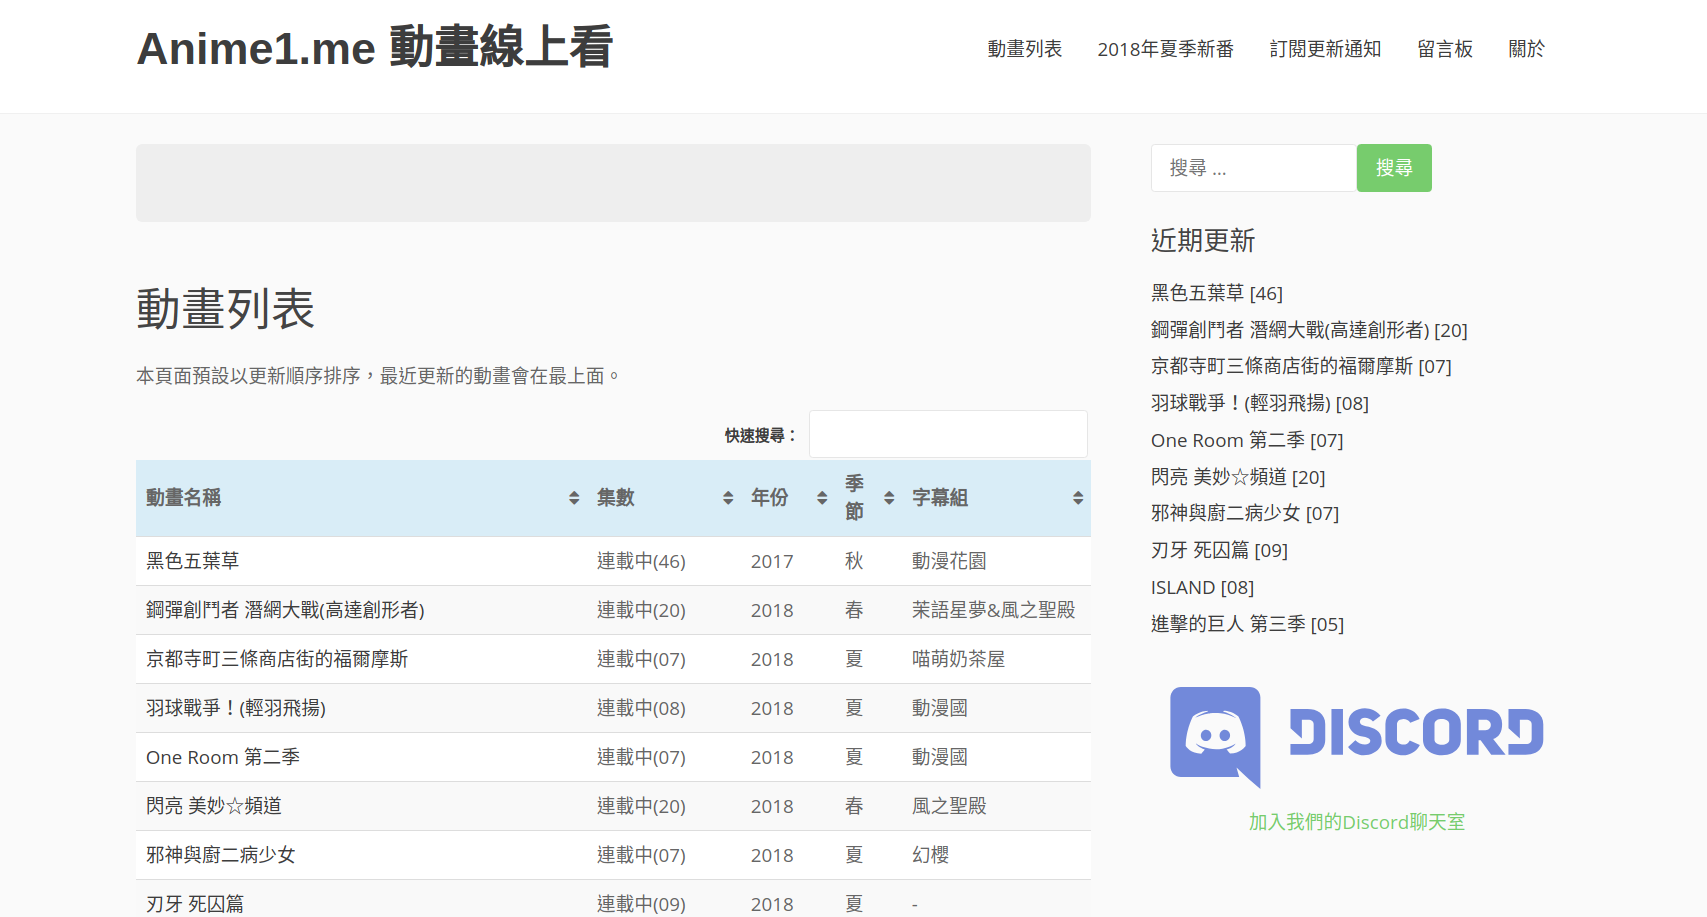 Anime1.me 動畫線上看
動畫列表 2018年夏季新番 訂閱更新通知 留言板 關於
動畫列表
本頁面預設以更新順序排序，最近更新的動畫會在最上面。
快速搜尋：
動畫名稱 集數 年份 季節 字幕組
黑色五葉草 連載中(46) 2017 秋 動漫花園
鋼彈創鬥者 潛網大戰(高達創形者) 連載中(20) 2018 春 茉語星夢&風之聖殿
京都寺町三條商店街的福爾摩斯 連載中(07) 2018 夏 喵萌奶茶屋
羽球戰爭！(輕羽飛揚) 連載中(08) 2018 夏 動漫國
One Room 第二季 連載中(07) 2018 夏 動漫國
閃亮 美妙☆頻道 連載中(20) 2018 春 風之聖殿
邪神與廚二病少女 連載中(07) 2018 夏 幻櫻
刃牙 死囚篇 連載中(09) 2018 夏 -
搜尋 ... 搜尋
近期更新
黑色五葉草 [46]
鋼彈創鬥者 潛網大戰(高達創形者) [20]
京都寺町三條商店街的福爾摩斯 [07]
羽球戰爭！(輕羽飛揚) [08]
One Room 第二季 [07]
閃亮 美妙☆頻道 [20]
邪神與廚二病少女 [07]
刃牙 死囚篇 [09]
ISLAND [08]
進擊的巨人 第三季 [05]
DISCORD
加入我們的Discord聊天室